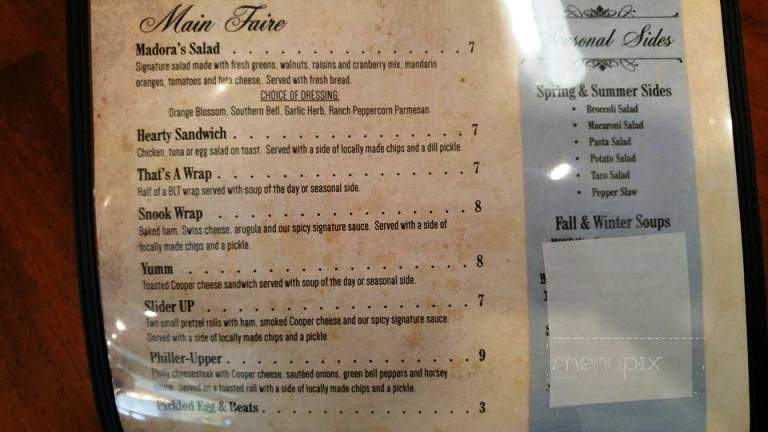 Main Faire
Madora's Salad . . . . . . . . . . . . . . . . . . . . 7
Signature salad made with fresh greens, walnuts, raisins and cranberry mix, mandarin
oranges, tomatoes and feta cheese. Served with fresh bread.
CHOICE OF DRESSING:
Orange Blossom, Southern Bell, Garlic Herb, Ranch Peppercorn Parmesan
Hearty Sandwich . . . . . . . . . . . . . . . . . . . . 7
Chicken, tuna or egg salad on toast. Served with a side of locally made chips and a dill pickle.
That's A Wrap . . . . . . . . . . . . . . . . . . . . 7
Half of a BLT wrap served with soup of the day or seasonal side.
Snook Wrap . . . . . . . . . . . . . . . . . . . . 8
Baked ham, Swiss cheese, arugula and our spicy signature sauce. Served with a side of
locally made chips and a pickle.
Yumm . . . . . . . . . . . . . . . . . . . . 8
Toasted Cooper cheese sandwich served with soup of the day or seasonal side.
Slider UP . . . . . . . . . . . . . . . . . . . . 7
Two small pretzel rolls with ham, smoked Cooper cheese and our spicy signature sauce.
Served with a side of locally made chips and a pickle.
Philler-Upper . . . . . . . . . . . . . . . . . . . . 9
Philly cheesesteak with Cooper cheese, sautéed onions, green bell peppers and horsey
sauce. Served on a toasted roll with a side of locally made chips and a pickle.
Pickled Egg & Beats . . . . . . . . . . . . . . . . . . . . 3
Seasonal Sides
Spring & Summer Sides
• Broccoli Salad
• Macaroni Salad
• Pasta Salad
• Potato Salad
• Taco Salad
• Pepper Slaw
Fall & Winter Soups
menupix